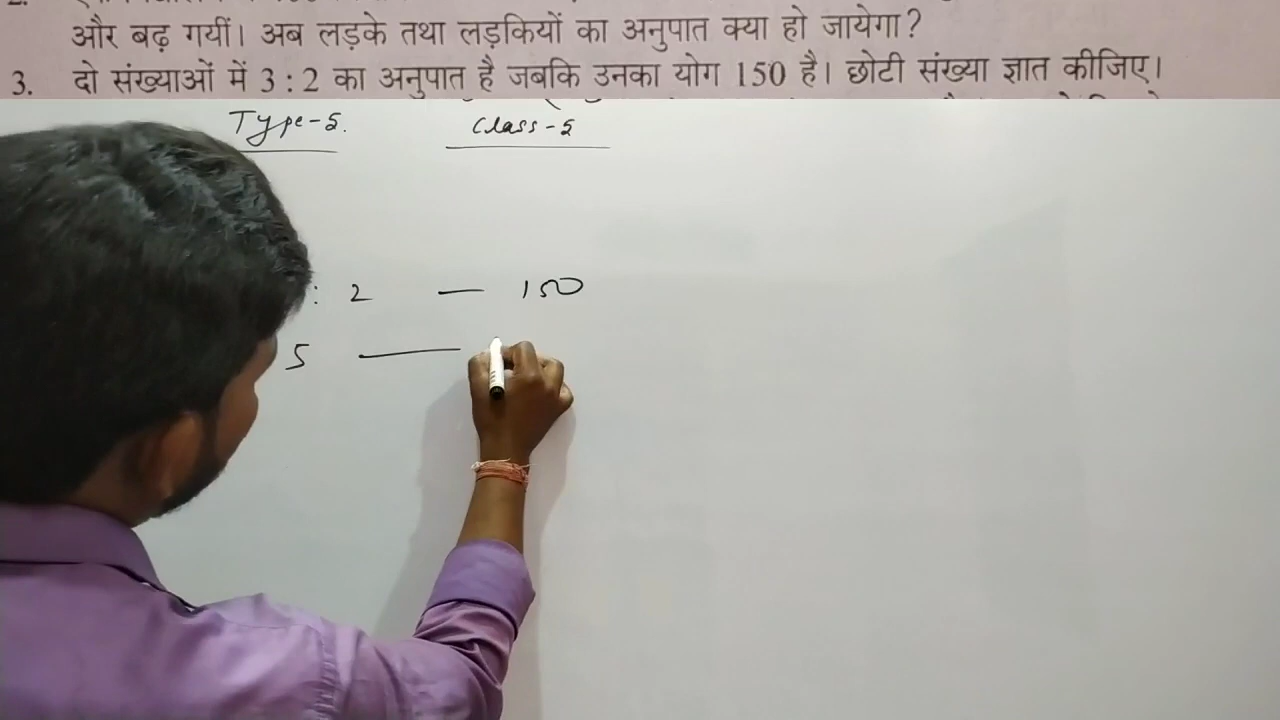 और बढ़ गयीं। अब लड़के तथा लड़कियों का अनुपात क्या हो जायेगा?
3. दो संख्याओं में 3 : 2 का अनुपात है जबकि उनका योग 150 है। छोटी संख्या ज्ञात कीजिए।
Type-5. Class-5
: 2 — 150
5 —